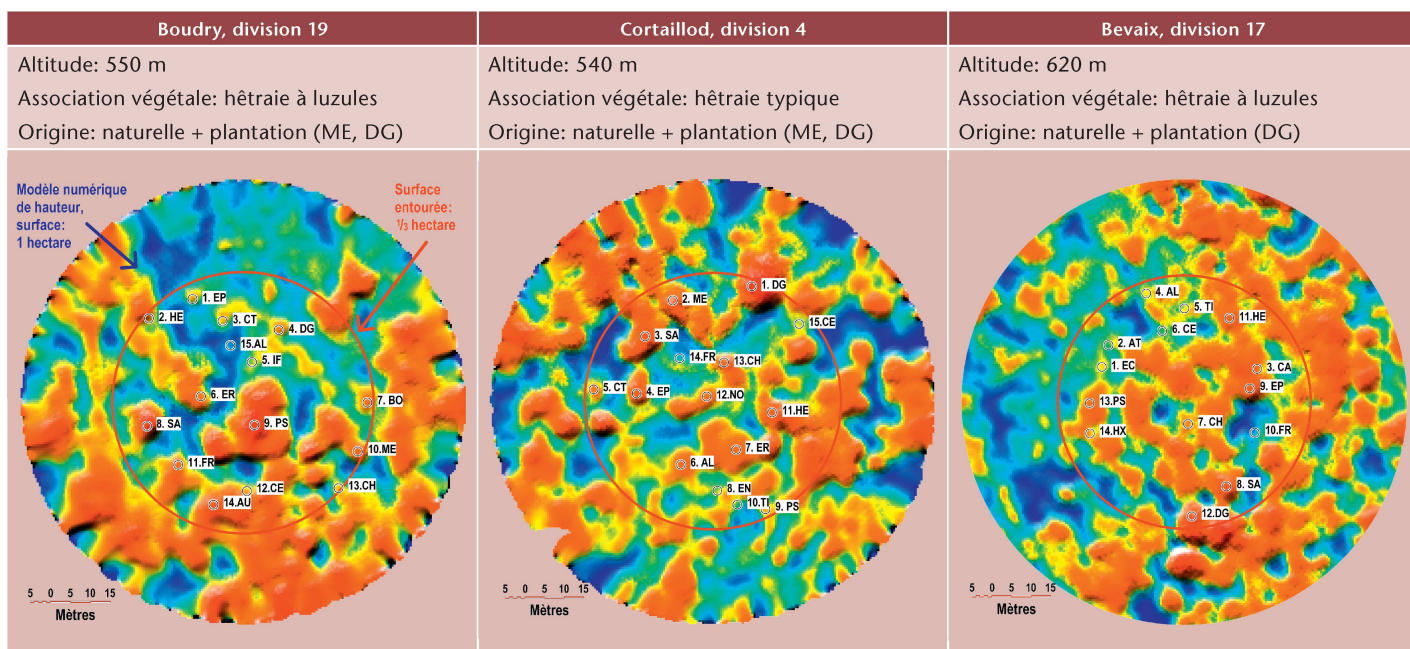 Boudry, division 19
Altitude: 550 m
Association végétale: hêtraie à luzules
Origine: naturelle + plantation (ME, DG)
Modèle numérique
de hauteur,
surface:
1 hectare
Surface
entourée:
⅓ hectare
1. EP
2. HE
3. CT
4. DG
15.AL
5. IF
6. ER
7. BO
8. SA
9. PS
10.ME
11.FR
12.CE
13.CH
14.AU
5 0 5 10 15
Mètres
Cortaillod, division 4
Altitude: 540 m
Association végétale: hêtraie typique
Origine: naturelle + plantation (ME, DG)
1. DG
2. ME
15.CE
3. SA
14.FR
13.CH
5. CT
4. EP
12.NO
11.HE
7. ER
6. AL
8. EN
10.TI
9. PS
5 0 5 10 15
Mètres
Bevaix, division 17
Altitude: 620 m
Association végétale: hêtraie à luzules
Origine: naturelle + plantation (DG)
4. AL
5. TI
11.HE
6. CE
2. AT
1. EC
3. CA
9. EP
13.PS
7. CH
14.HX
10.FR
8. SA
12.DG
5 0 5 10 15
Mètres